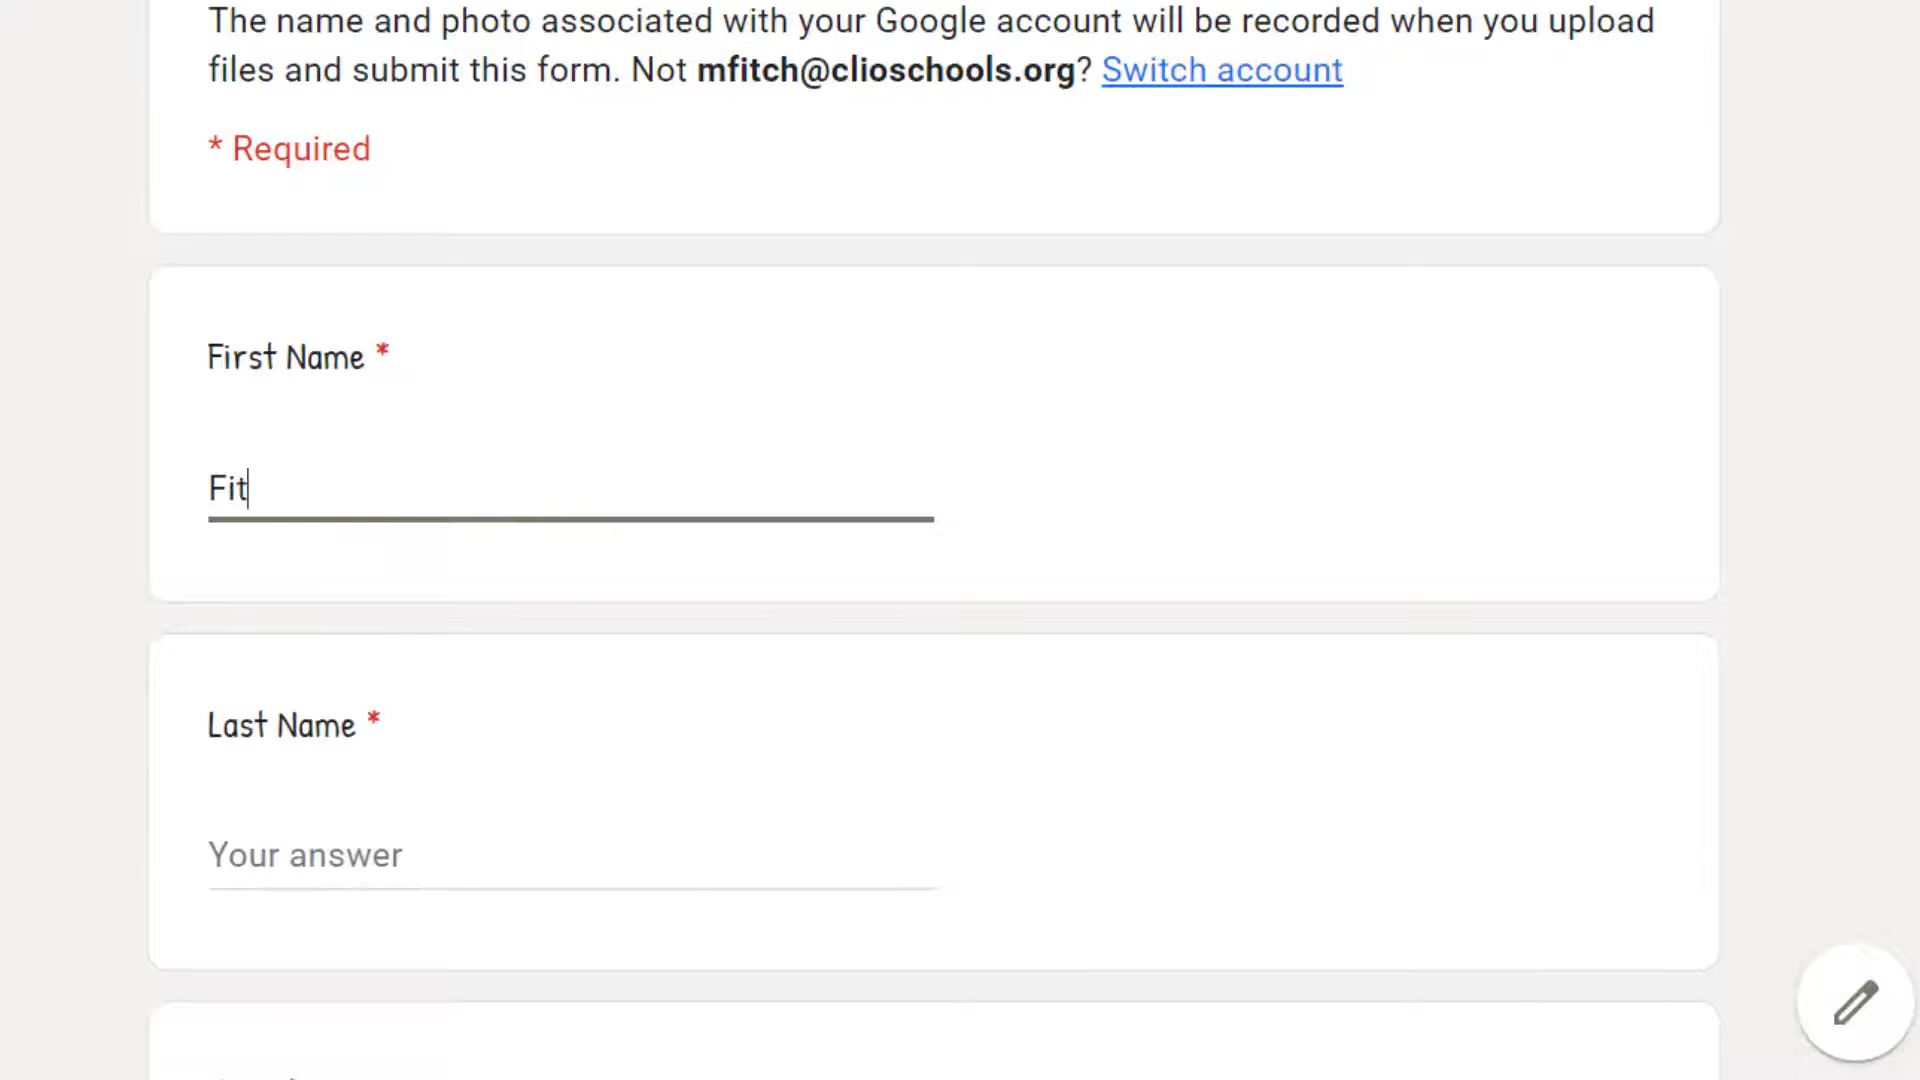 The name and photo associated with your Google account will be recorded when you upload
files and submit this form. Not mfitch@clioschools.org? Switch account
* Required
First Name *
Fit
Last Name *
Your answer